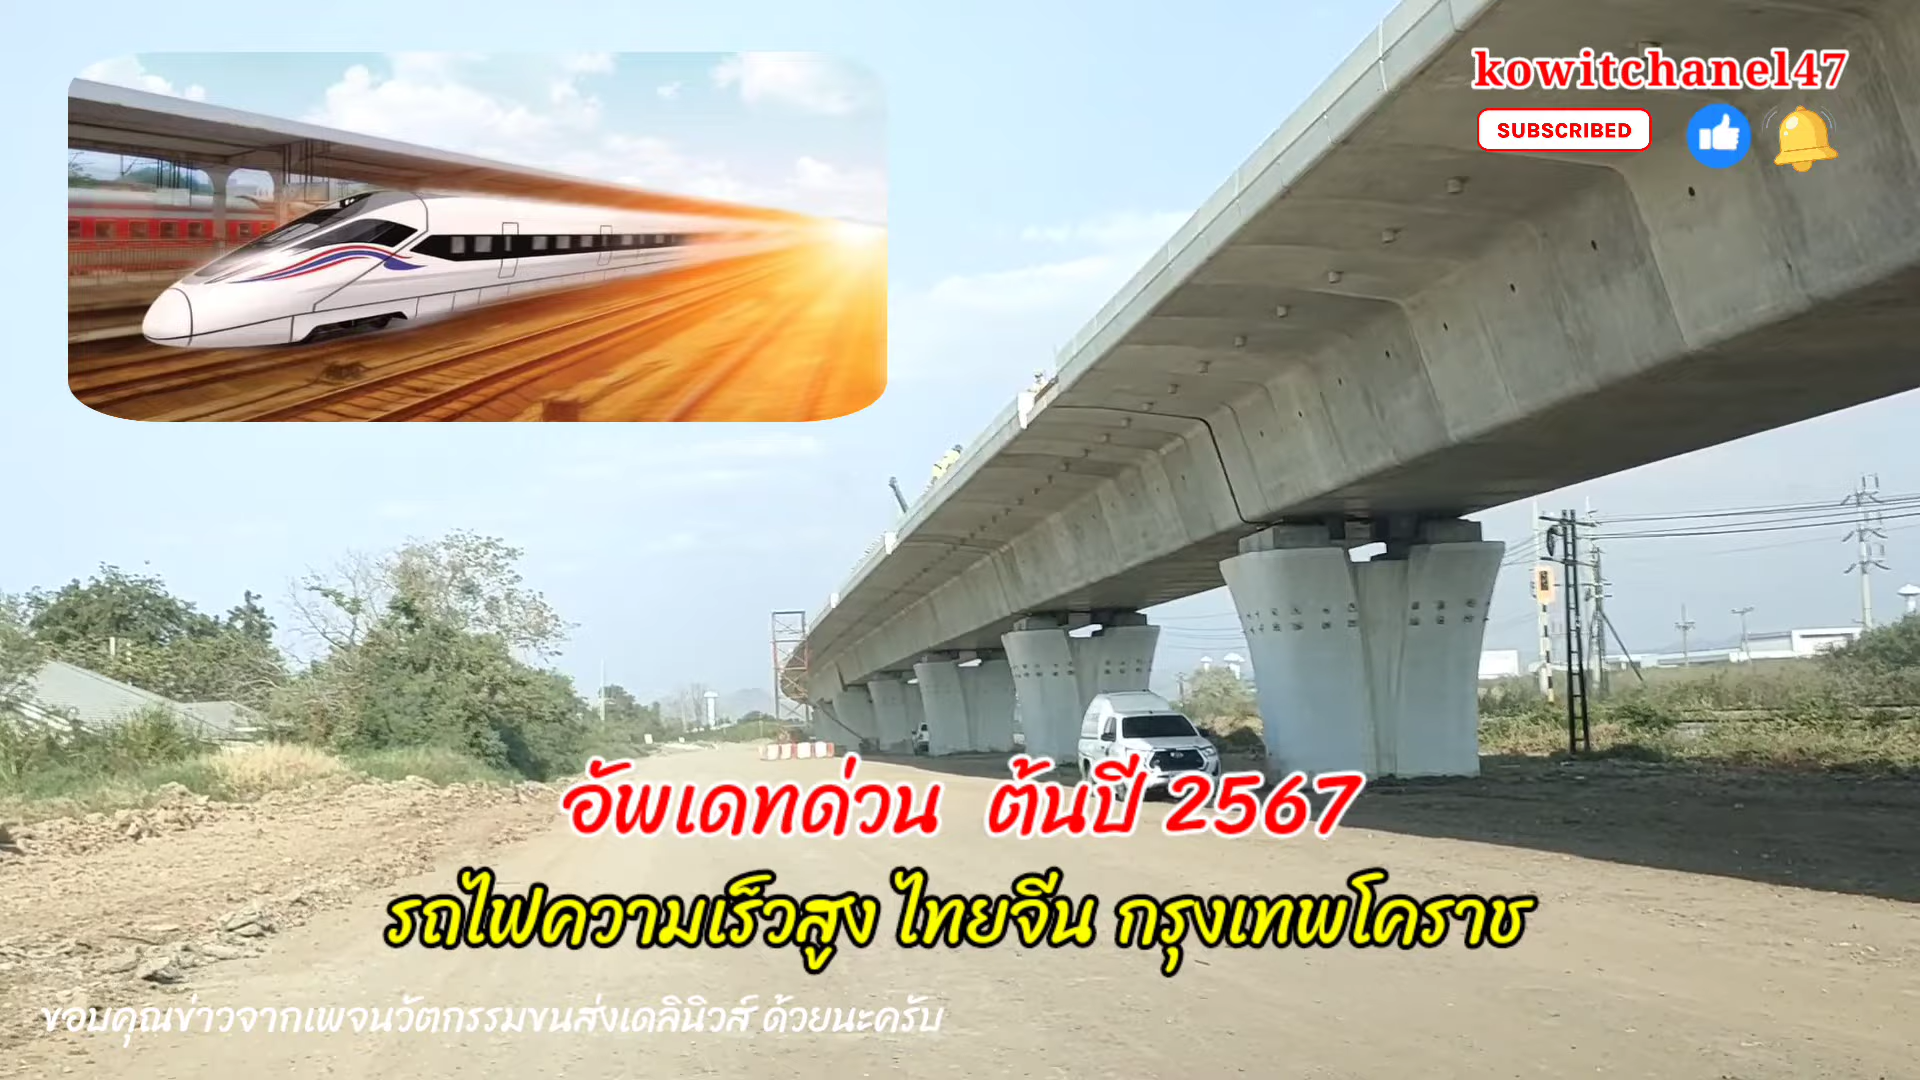 kowitchanel47
SUBSCRIBED
อัพเดทด่วน ต้นปี 2567
รถไฟความเร็วสูง ไทยจีน กรุงเทพโคราช
ขอบคุณข่าวจากเพจนวัตกรรมขนส่งเดลินิวส์ ด้วยนะครับ